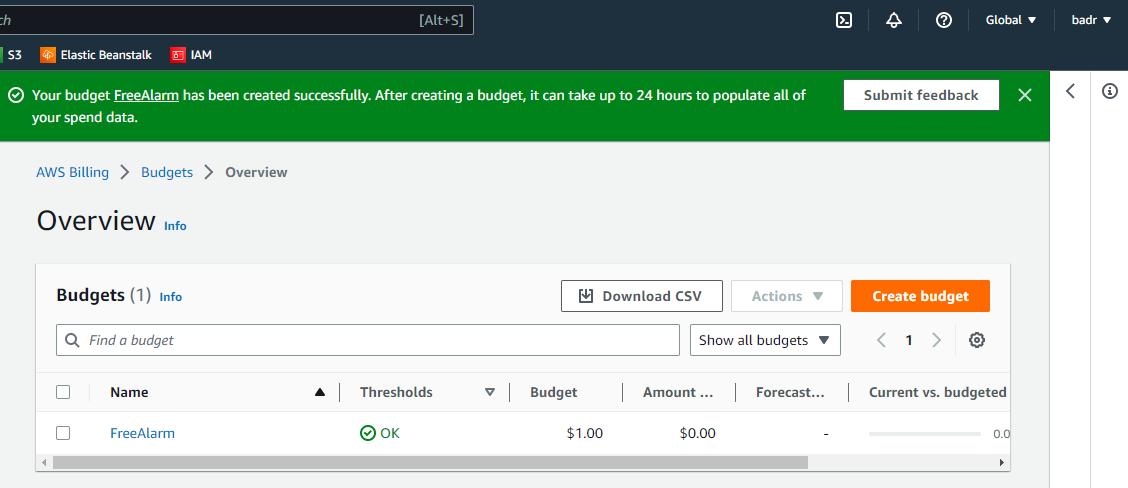 ch [Alt+S] Global badr
S3 Elastic Beanstalk IAM
Your budget FreeAlarm has been created successfully. After creating a budget, it can take up to 24 hours to populate all of
your spend data.
Submit feedback
AWS Billing Budgets Overview
Overview Info
Budgets (1) Info Download CSV Actions Create budget
Find a budget Show all budgets 1
Name Thresholds Budget Amount ... Forecast... Current vs. budgeted
FreeAlarm OK $1.00 $0.00 - 0.0